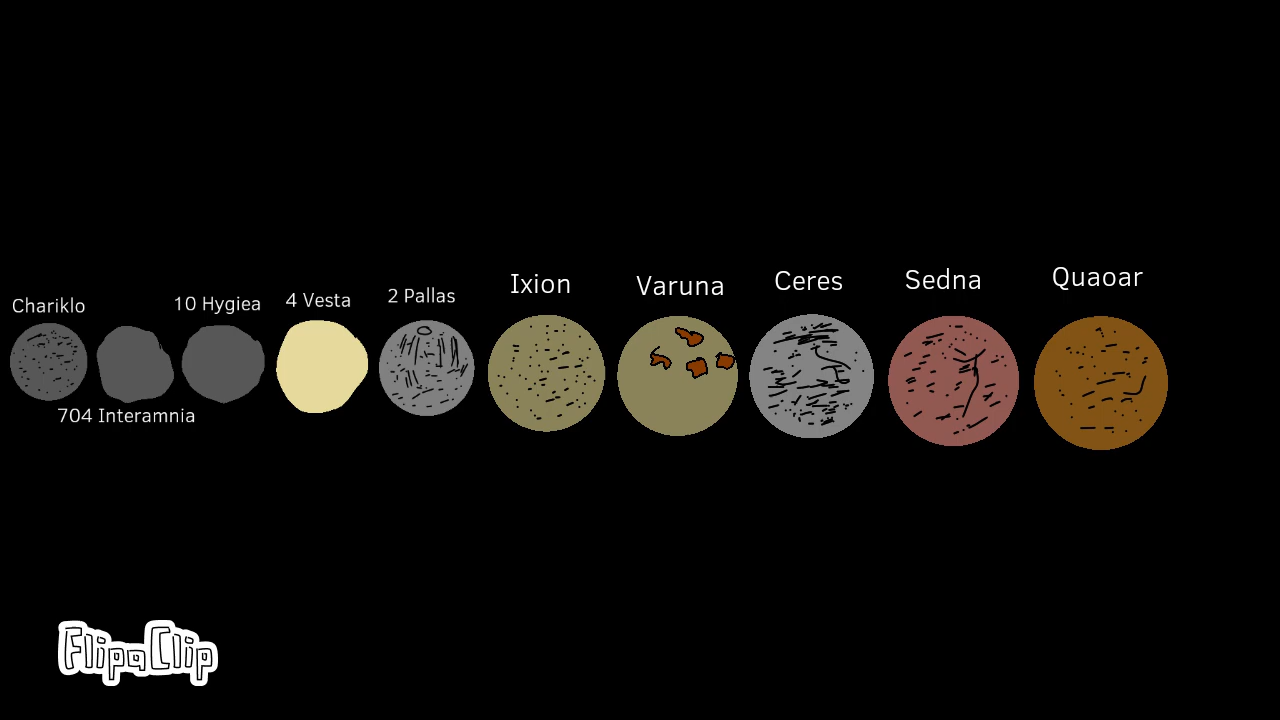 Chariklo
704 Interamnia
10 Hygiea
4 Vesta
2 Pallas
Ixion
Varuna
Ceres
Sedna
Quaoar
FlipaClip